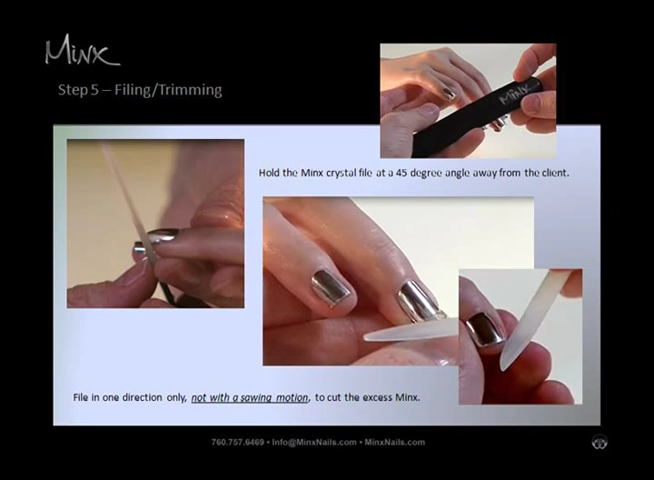 Minx
Step 5 – Filing/Trimming
Minx
Hold the Minx crystal file at a 45 degree angle away from the client.
File in one direction only, not with a sawing motion, to cut the excess Minx.
760.757.6469 • Info@MinxNails.com • MinxNails.com